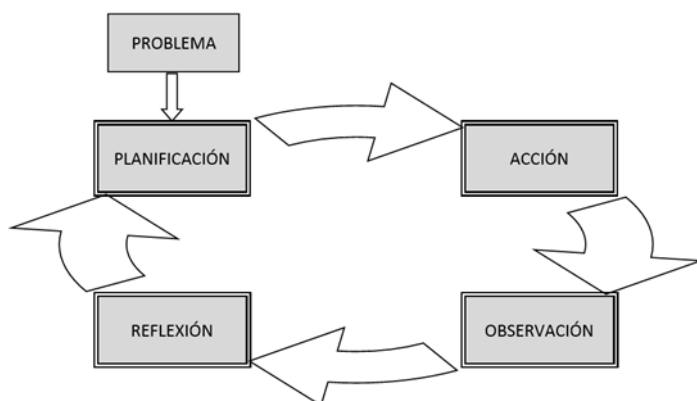 PROBLEMA
PLANIFICACIÓN
ACCIÓN
REFLEXIÓN
OBSERVACIÓN